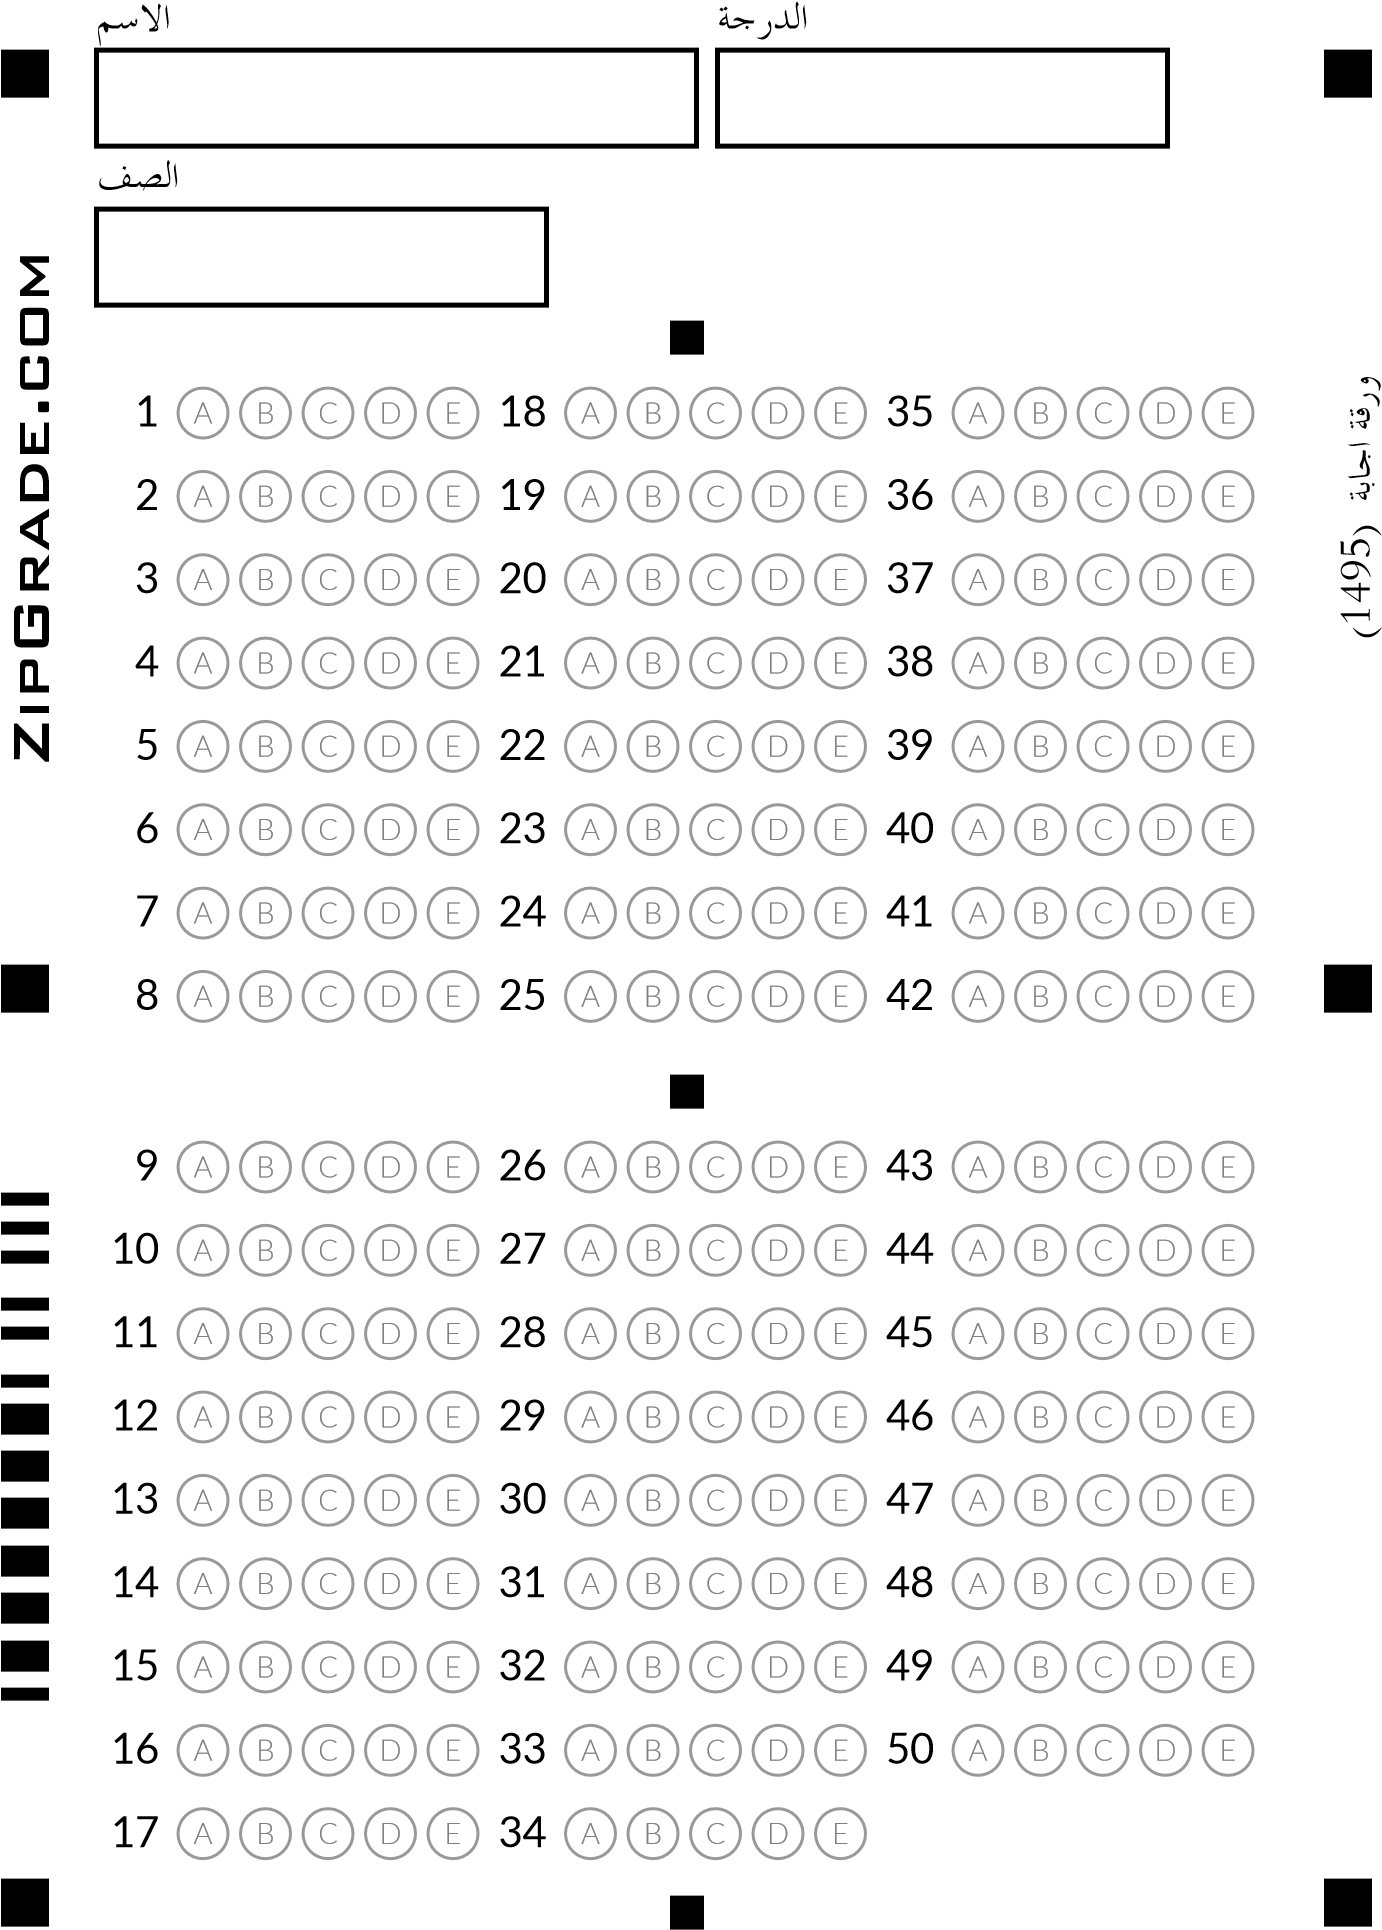 الاسم
الدرجة
الصف
ZIPGRADE.COM
ورقة اجابة (1495)
1 A B C D E
2 A B C D E
3 A B C D E
4 A B C D E
5 A B C D E
6 A B C D E
7 A B C D E
8 A B C D E
9 A B C D E
10 A B C D E
11 A B C D E
12 A B C D E
13 A B C D E
14 A B C D E
15 A B C D E
16 A B C D E
17 A B C D E
18 A B C D E
19 A B C D E
20 A B C D E
21 A B C D E
22 A B C D E
23 A B C D E
24 A B C D E
25 A B C D E
26 A B C D E
27 A B C D E
28 A B C D E
29 A B C D E
30 A B C D E
31 A B C D E
32 A B C D E
33 A B C D E
34 A B C D E
35 A B C D E
36 A B C D E
37 A B C D E
38 A B C D E
39 A B C D E
40 A B C D E
41 A B C D E
42 A B C D E
43 A B C D E
44 A B C D E
45 A B C D E
46 A B C D E
47 A B C D E
48 A B C D E
49 A B C D E
50 A B C D E